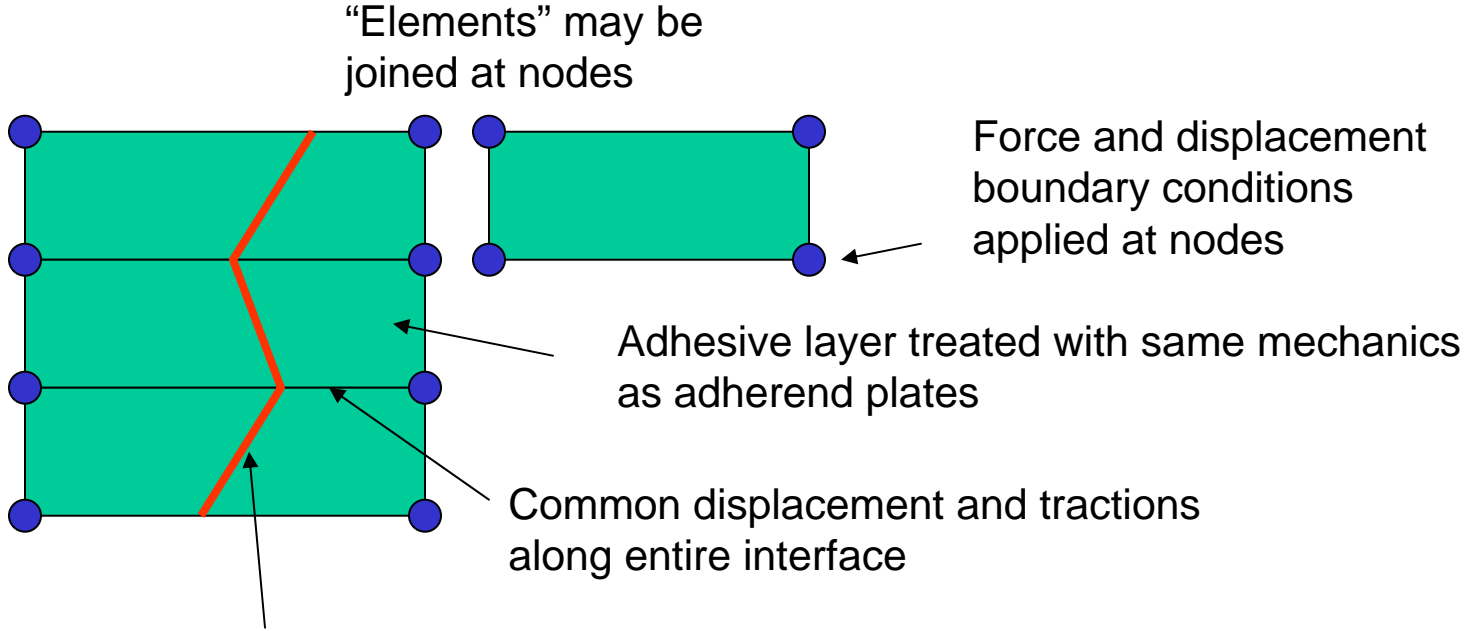 “Elements” may be
joined at nodes
Force and displacement
boundary conditions
applied at nodes
Adhesive layer treated with same mechanics
as adherend plates
Common displacement and tractions
along entire interface